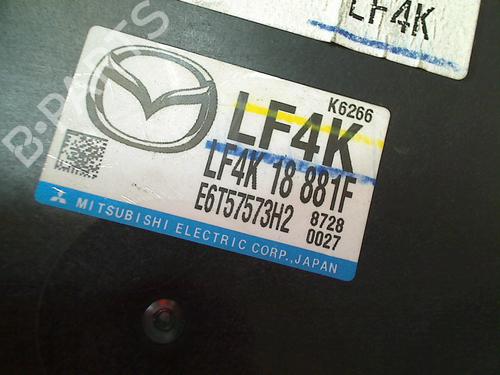 LF4K
K6266
LF4K
LF4K 18 881F
E6T57573H2
8728
0027
MITSUBISHI ELECTRIC CORP.,JAPAN
B-PARTS